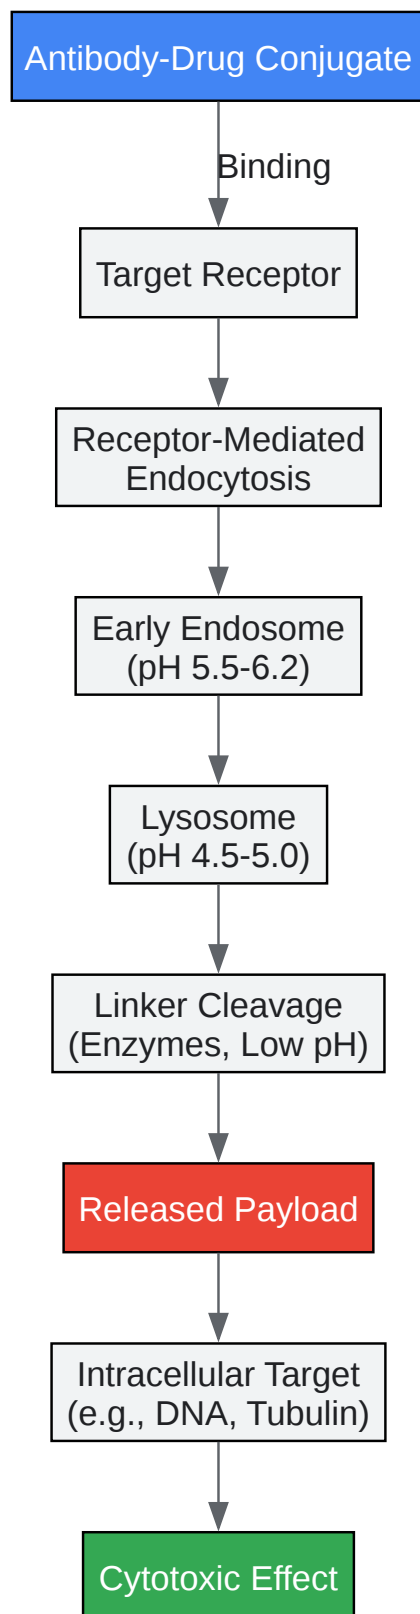 Antibody-Drug Conjugate
Binding
Target Receptor
Receptor-Mediated
Endocytosis
Early Endosome
(pH 5.5-6.2)
Lysosome
(pH 4.5-5.0)
Linker Cleavage
(Enzymes, Low pH)
Released Payload
Intracellular Target
(e.g., DNA, Tubulin)
Cytotoxic Effect